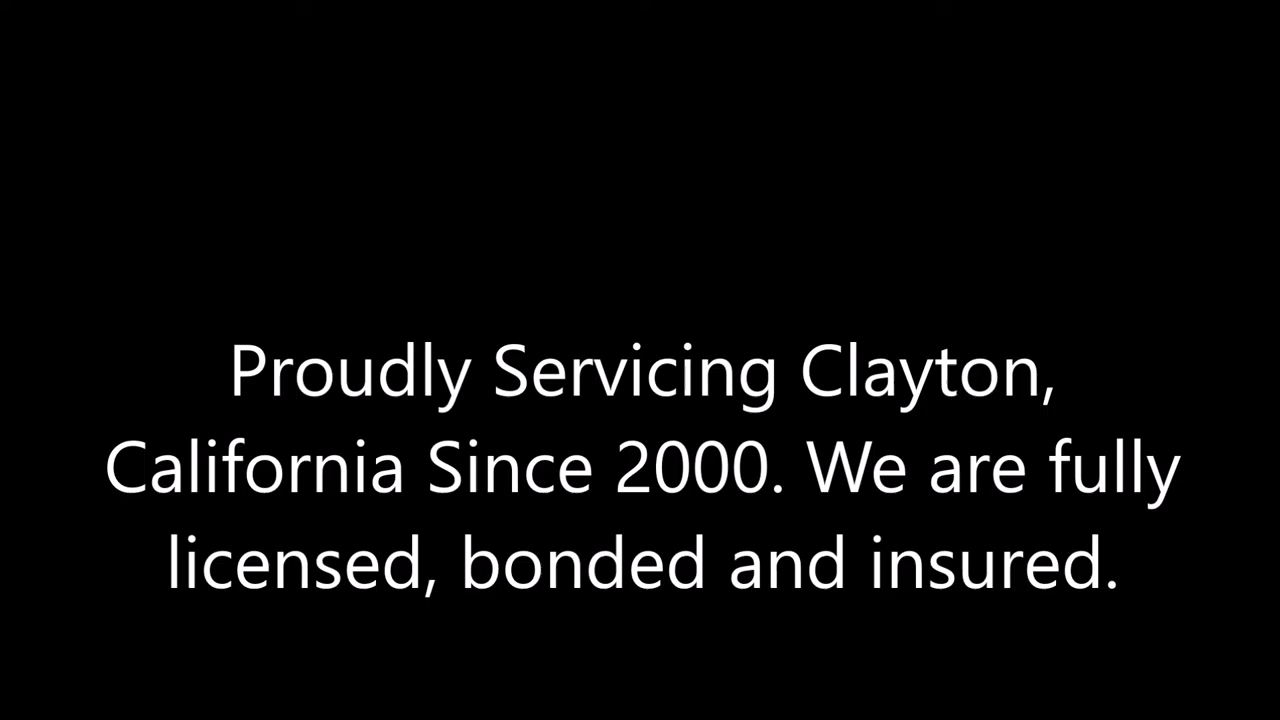 Proudly Servicing Clayton,
California Since 2000. We are fully
licensed, bonded and insured.